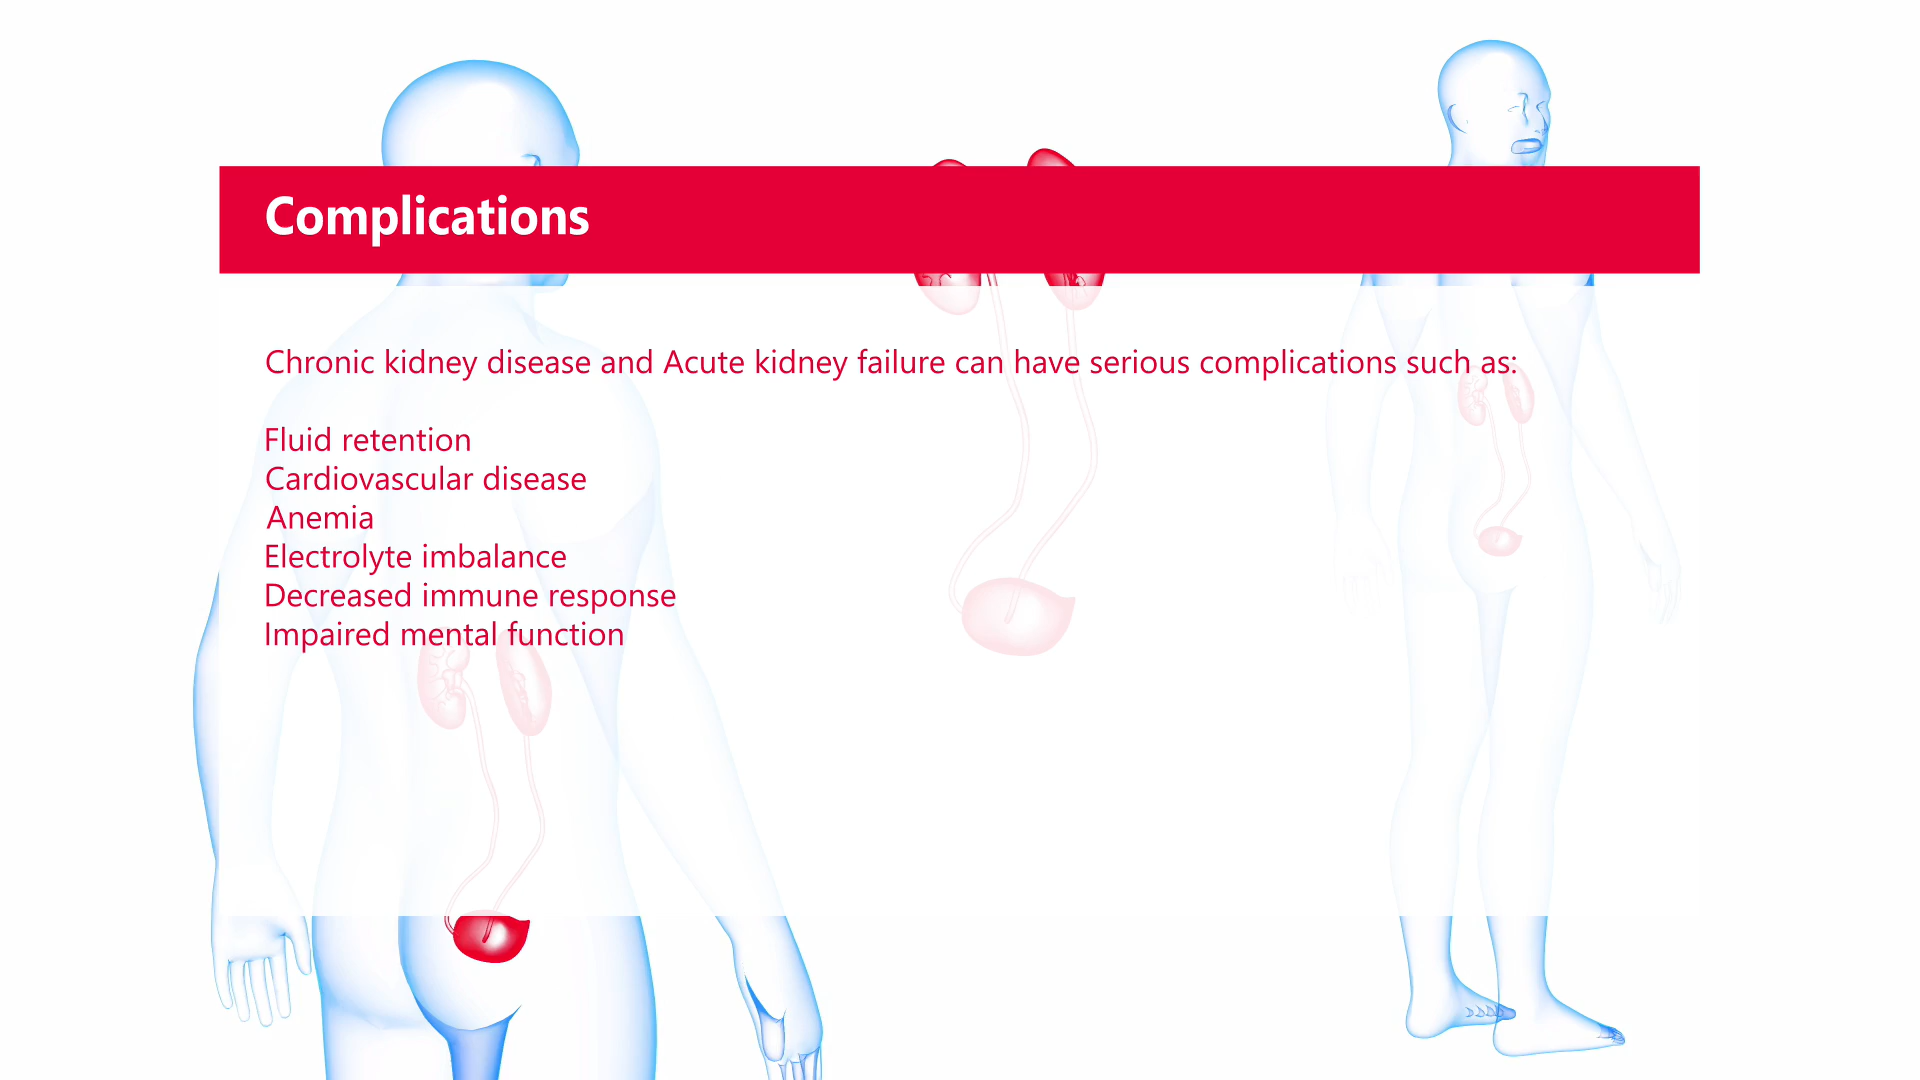 Complications
Chronic kidney disease and Acute kidney failure can have serious complications such as:
Fluid retention
Cardiovascular disease
Anemia
Electrolyte imbalance
Decreased immune response
Impaired mental function